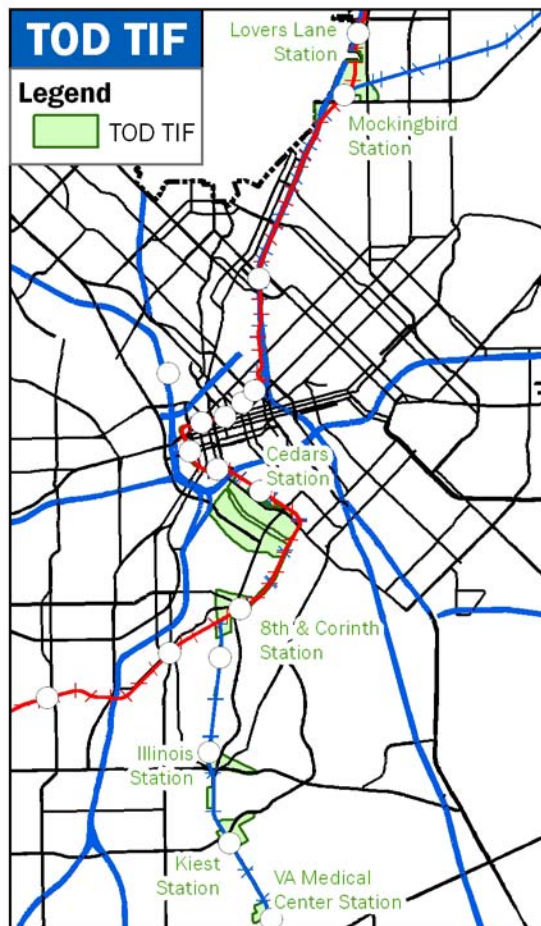 TOD TIF
Legend
TOD TIF
Lovers Lane
Station
Mockingbird
Station
Cedars
Station
8th & Corinth
Station
Illinois
Station
Kiest
Station
VA Medical
Center Station